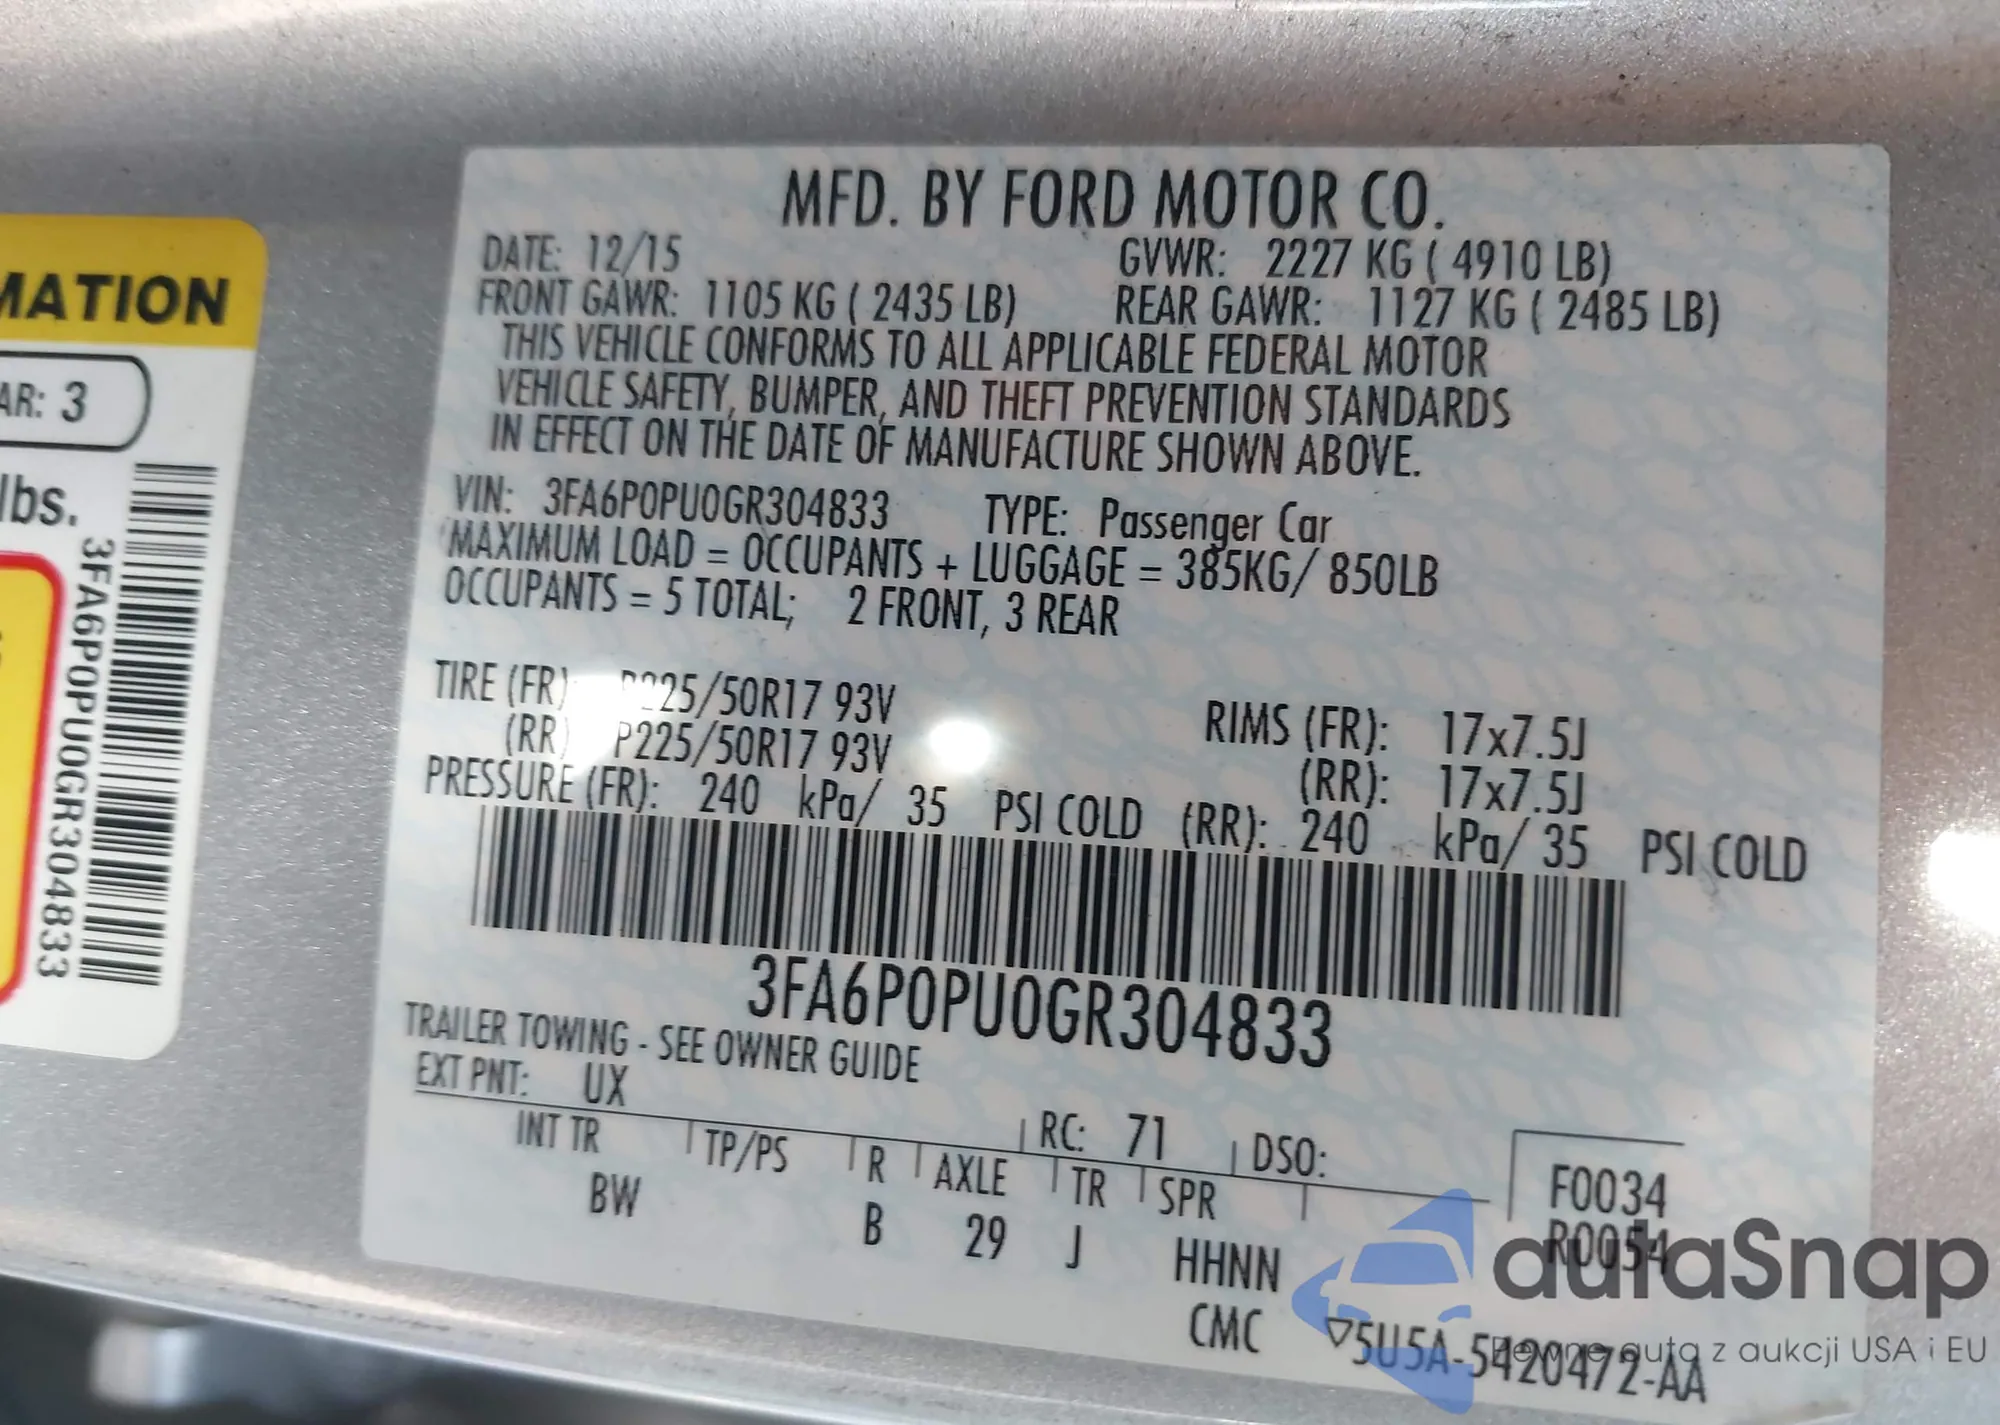 MATION
AR: 3
lbs.
3FA6P0PU0GR304833
MFD. BY FORD MOTOR CO.
DATE: 12/15 GVWR: 2227 KG ( 4910 LB)
FRONT GAWR: 1105 KG ( 2435 LB) REAR GAWR: 1127 KG ( 2485 LB)
THIS VEHICLE CONFORMS TO ALL APPLICABLE FEDERAL MOTOR
VEHICLE SAFETY, BUMPER, AND THEFT PREVENTION STANDARDS
IN EFFECT ON THE DATE OF MANUFACTURE SHOWN ABOVE.
VIN: 3FA6P0PU0GR304833 TYPE: Passenger Car
MAXIMUM LOAD = OCCUPANTS + LUGGAGE = 385KG/ 850LB
OCCUPANTS = 5 TOTAL; 2 FRONT, 3 REAR
TIRE (FR) P225/50R17 93V RIMS (FR): 17x7.5J
(RR) P225/50R17 93V (RR): 17x7.5J
PRESSURE (FR): 240 kPa/ 35 PSI COLD (RR): 240 kPa/ 35 PSI COLD
3FA6P0PU0GR304833
TRAILER TOWING - SEE OWNER GUIDE
EXT PNT: UX RC: 71 DSO:
INT TR TP/PS R AXLE TR SPR F0034
BW B 29 J HHNN R0054
CMC ▽5U5A-5420472-AA
autaSnap
Pewne auta z aukcji USA i EU